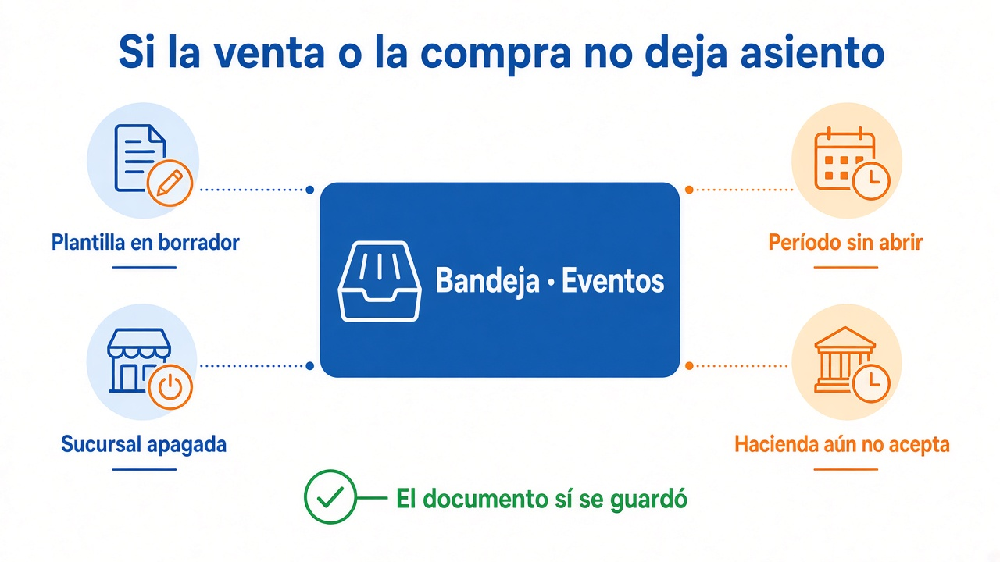 Si la venta o la compra no deja asiento
Plantilla en borrador
Período sin abrir
Bandeja · Eventos
Sucursal apagada
Hacienda aún no acepta
El documento sí se guardó